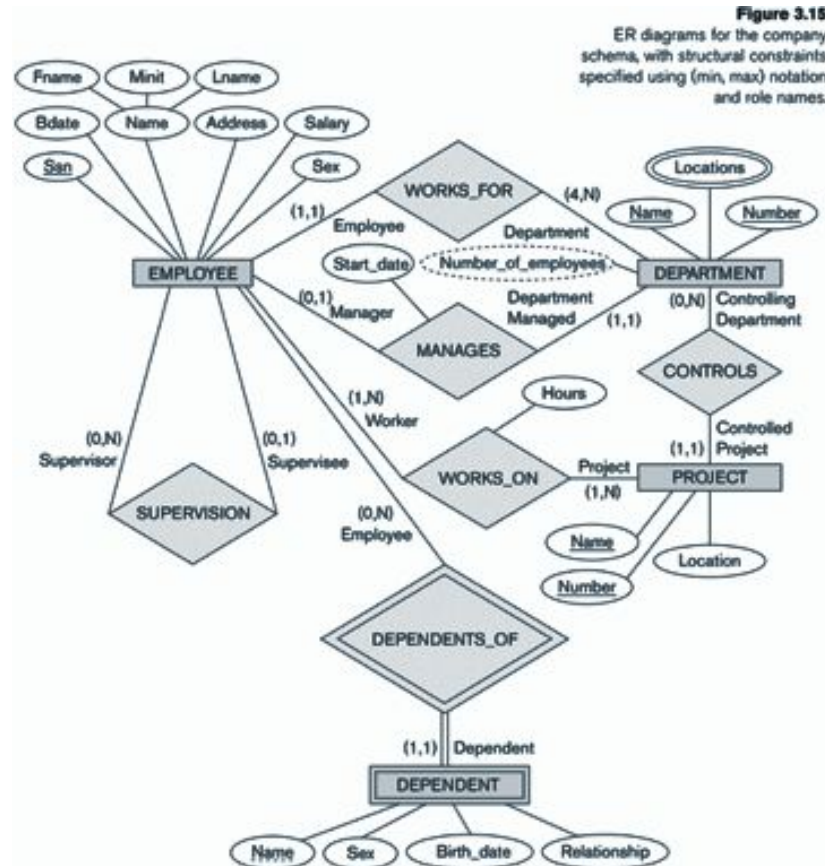 Figure 3.15
ER diagrams for the company
schema, with structural constraints
specified using (min, max) notation
and role names.
Fname
Minit
Lname
Bdate
Name
Address
Salary
Ssn
Sex
WORKS_FOR
(1,1)
Employee
(4,N)
Department
Locations
Name
Number
EMPLOYEE
Start_date
Number_of_employees
DEPARTMENT
(0,1)
Manager
MANAGES
Department
Managed
(1,1)
(0,N)
Controlling
Department
CONTROLS
(1,N)
Worker
Hours
Controlled
(1,1)
Project
(0,N)
Supervisor
(0,1)
Supervisee
SUPERVISION
WORKS_ON
Project
(1,N)
PROJECT
(0,N)
Employee
Name
Number
Location
DEPENDENTS_OF
(1,1)
Dependent
DEPENDENT
Name
Sex
Birth_date
Relationship